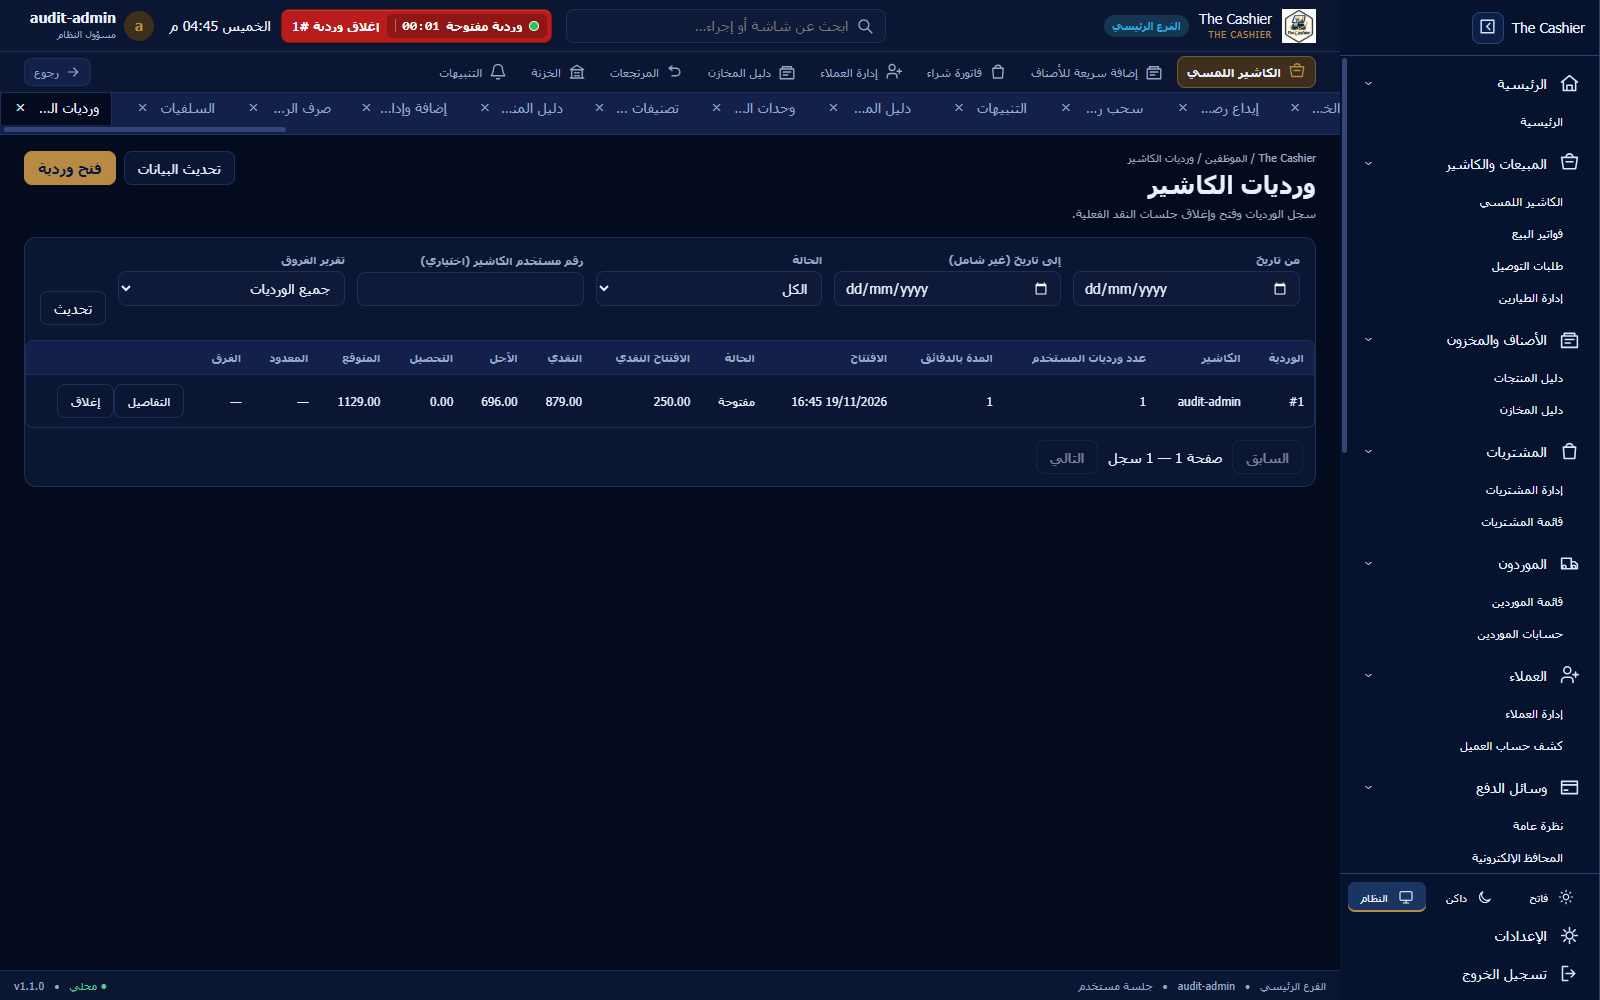 The Cashier
الرئيسية
الرئيسية
المبيعات والكاشير
الكاشير اللمسي
فواتير البيع
طلبات التوصيل
إدارة الطيارين
الأصناف والمخزون
دليل المنتجات
دليل المخازن
المشتريات
إدارة المشتريات
قائمة المشتريات
الموردون
قائمة الموردين
حسابات الموردين
العملاء
إدارة العملاء
كشف حساب العميل
وسائل الدفع
نظرة عامة
المحافظ الإلكترونية
فاتح داكن النظام
الإعدادات
تسجيل الخروج
The Cashier
THE CASHIER
الفرع الرئيسي
ابحث عن شاشة أو إجراء...
وردية مفتوحة 00:01 إغلاق وردية #1
الخميس 04:45 م
audit-admin
مسؤول النظام
a
الكاشير اللمسي إضافة سريعة للأصناف فاتورة شراء إدارة العملاء دليل المخازن المرتجعات الخزنة التنبيهات
رجوع
الخ... × إيداع رص... × سحب ر... × التنبيهات × دليل الم... × وحدات الـ... × تصنيفات ... × دليل المنـ... × إضافة وإدا... × صرف الر... × السلفيات × ورديات الـ... ×
The Cashier / الموظفين / ورديات الكاشير
ورديات الكاشير
سجل الورديات وفتح وإغلاق جلسات النقد الفعلية.
تحديث البيانات
فتح وردية
من تاريخ إلى تاريخ (غير شامل) الحالة رقم مستخدم الكاشير (اختياري) تقرير الفروق
dd/mm/yyyy dd/mm/yyyy الكل جميع الورديات
تحديث
الوردية الكاشير عدد ورديات المستخدم المدة بالدقائق الافتتاح الحالة الافتتاح النقدي النقدي الآجل التحصيل المتوقع المعدود الفرق
#1 audit-admin 1 1 19/11/2026 16:45 مفتوحة 250.00 879.00 696.00 0.00 1129.00 — — التفاصيل إغلاق
السابق صفحة 1 — 1 سجل التالي
الفرع الرئيسي • audit-admin • جلسة مستخدم
محلي • v1.1.0